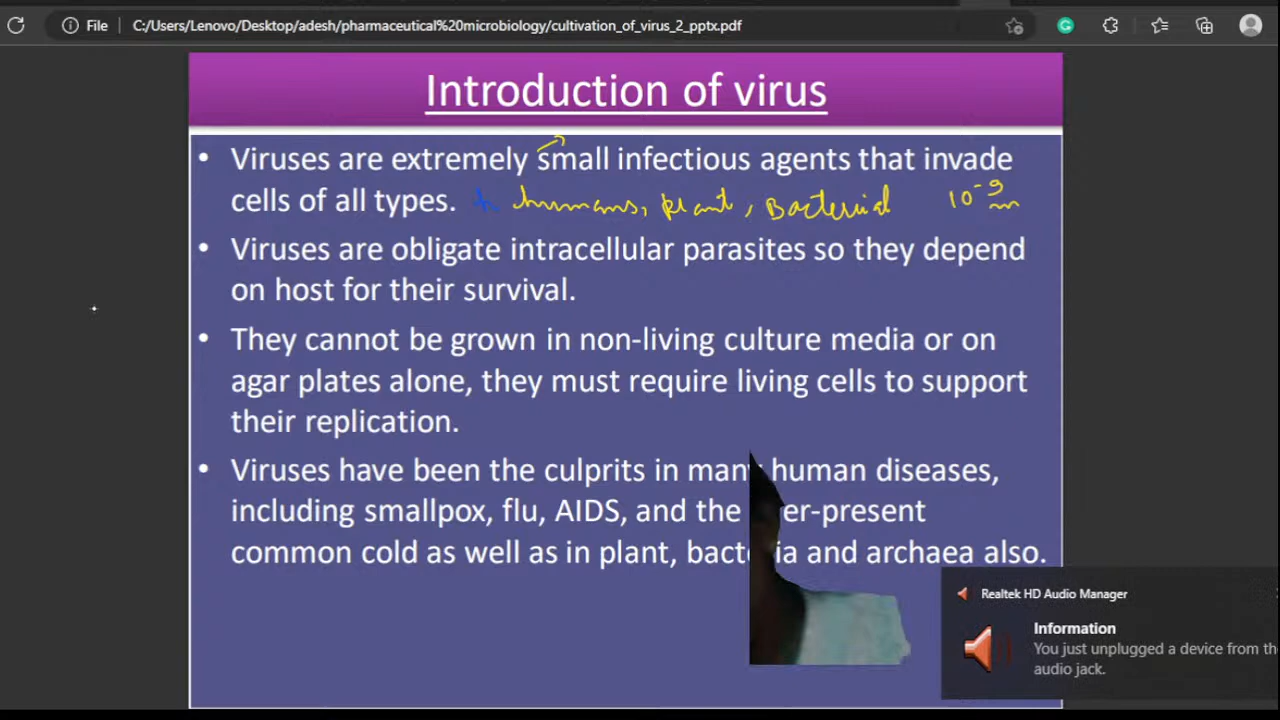 File C:/Users/Lenovo/Desktop/adesh/pharmaceutical%20microbiology/cultivation_of_virus_2_pptx.pdf
Introduction of virus
• Viruses are extremely small infectious agents that invade
cells of all types. humans, plant, Bacterial 10⁻⁹ m
• Viruses are obligate intracellular parasites so they depend
on host for their survival.
• They cannot be grown in non-living culture media or on
agar plates alone, they must require living cells to support
their replication.
• Viruses have been the culprits in many human diseases,
including smallpox, flu, AIDS, and the er-present
common cold as well as in plant, bacteria and archaea also.
Realtek HD Audio Manager
Information
You just unplugged a device from the
audio jack.